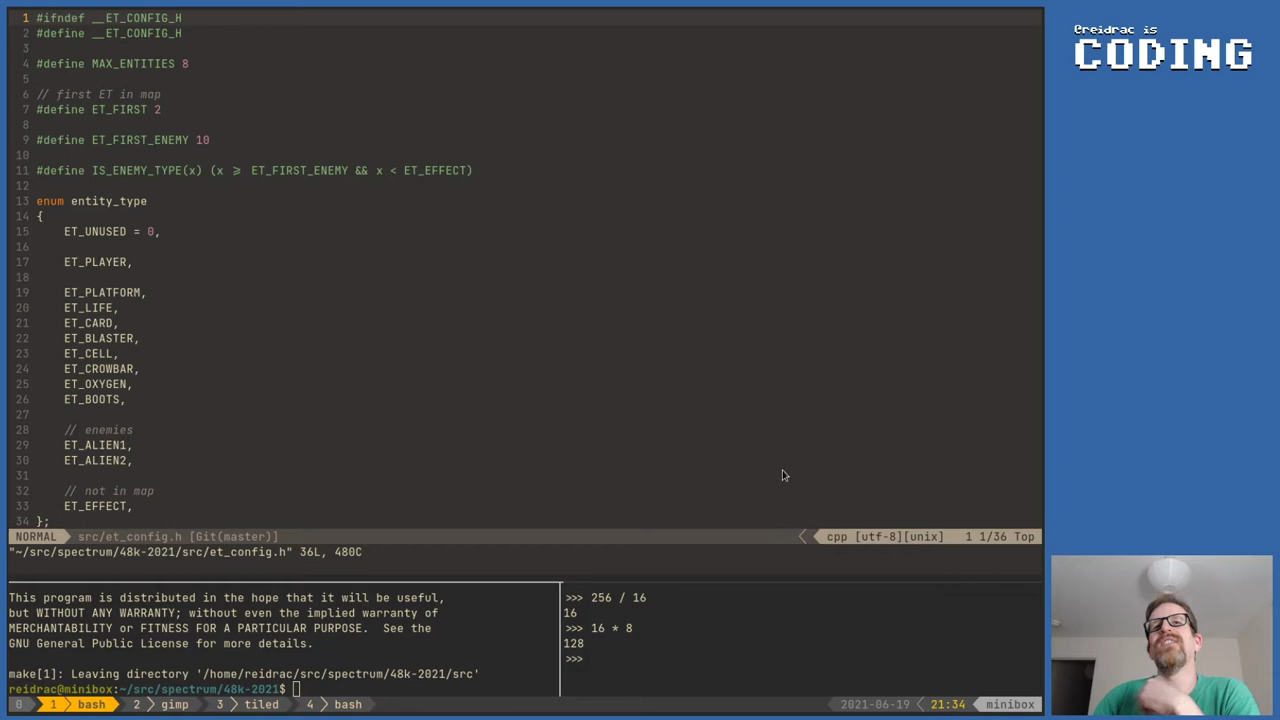 1 #ifndef __ET_CONFIG_H
2 #define __ET_CONFIG_H
3
4 #define MAX_ENTITIES 8
5
6 // first ET in map
7 #define ET_FIRST 2
8
9 #define ET_FIRST_ENEMY 10
10
11 #define IS_ENEMY_TYPE(x) (x ⩾ ET_FIRST_ENEMY && x < ET_EFFECT)
12
13 enum entity_type
14 {
15 ET_UNUSED = 0,
16
17 ET_PLAYER,
18
19 ET_PLATFORM,
20 ET_LIFE,
21 ET_CARD,
22 ET_BLASTER,
23 ET_CELL,
24 ET_CROWBAR,
25 ET_OXYGEN,
26 ET_BOOTS,
27
28 // enemies
29 ET_ALIEN1,
30 ET_ALIEN2,
31
32 // not in map
33 ET_EFFECT,
34 };
NORMAL src/et_config.h [Git(master)] cpp [utf-8][unix] 1 1/36 Top
"~/src/spectrum/48k-2021/src/et_config.h" 36L, 480C
This program is distributed in the hope that it will be useful,
but WITHOUT ANY WARRANTY; without even the implied warranty of
MERCHANTABILITY or FITNESS FOR A PARTICULAR PURPOSE. See the
GNU General Public License for more details.
make[1]: Leaving directory '/home/reidrac/src/spectrum/48k-2021/src'
reidrac@minibox:~/src/spectrum/48k-2021$
>>> 256 / 16
16
>>> 16 * 8
128
>>>
0 1 bash 2 gimp 3 tiled 4 bash 2021-06-19 21:34 minibox
@reidrac is
CODING